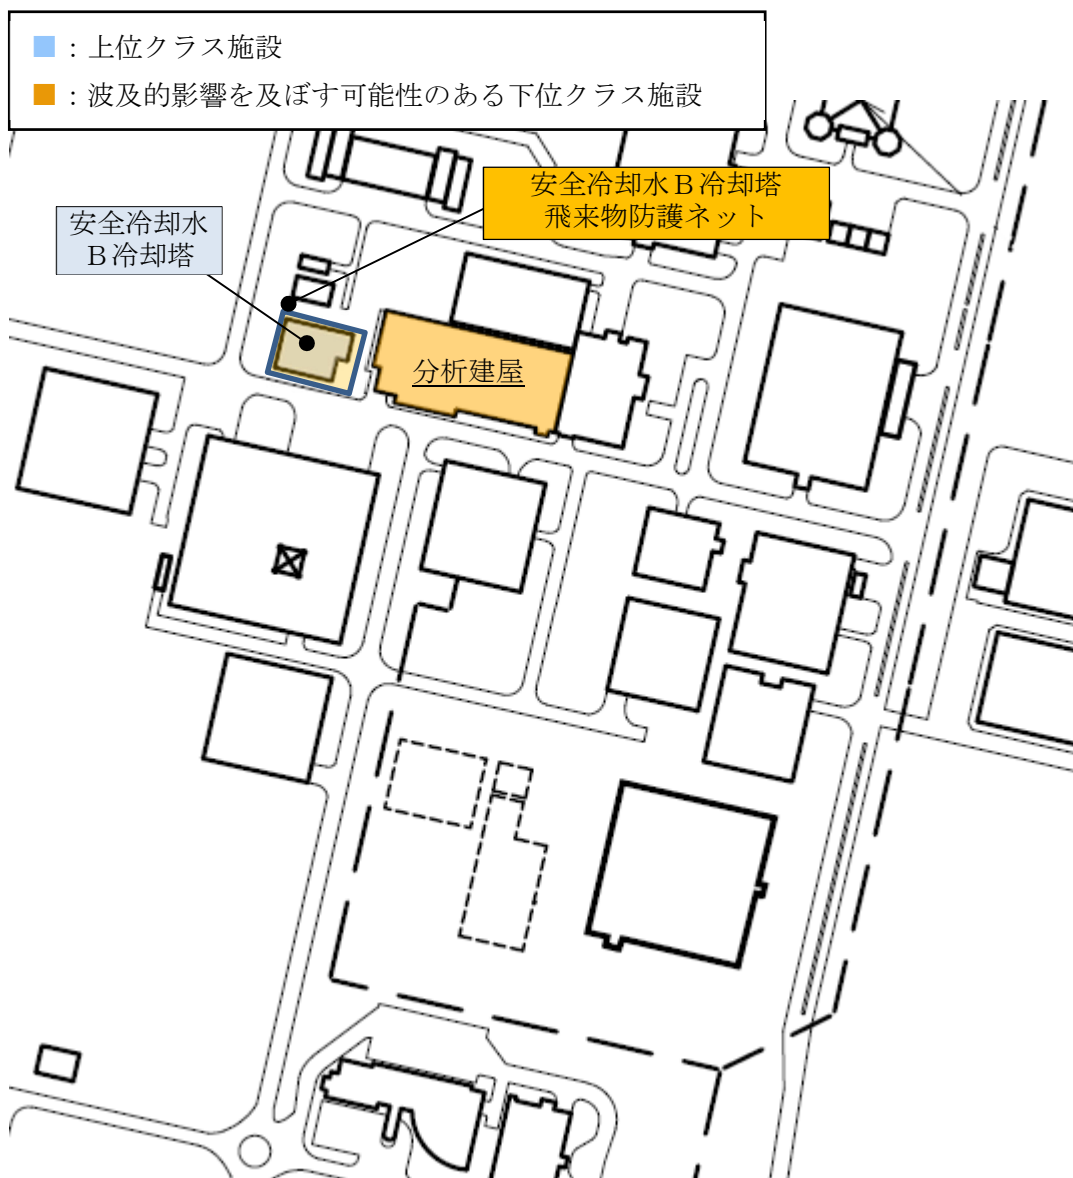 ■：上位クラス施設
■：波及的影響を及ぼす可能性のある下位クラス施設
安全冷却水Ｂ冷却塔
飛来物防護ネット
安全冷却水
Ｂ冷却塔
分析建屋